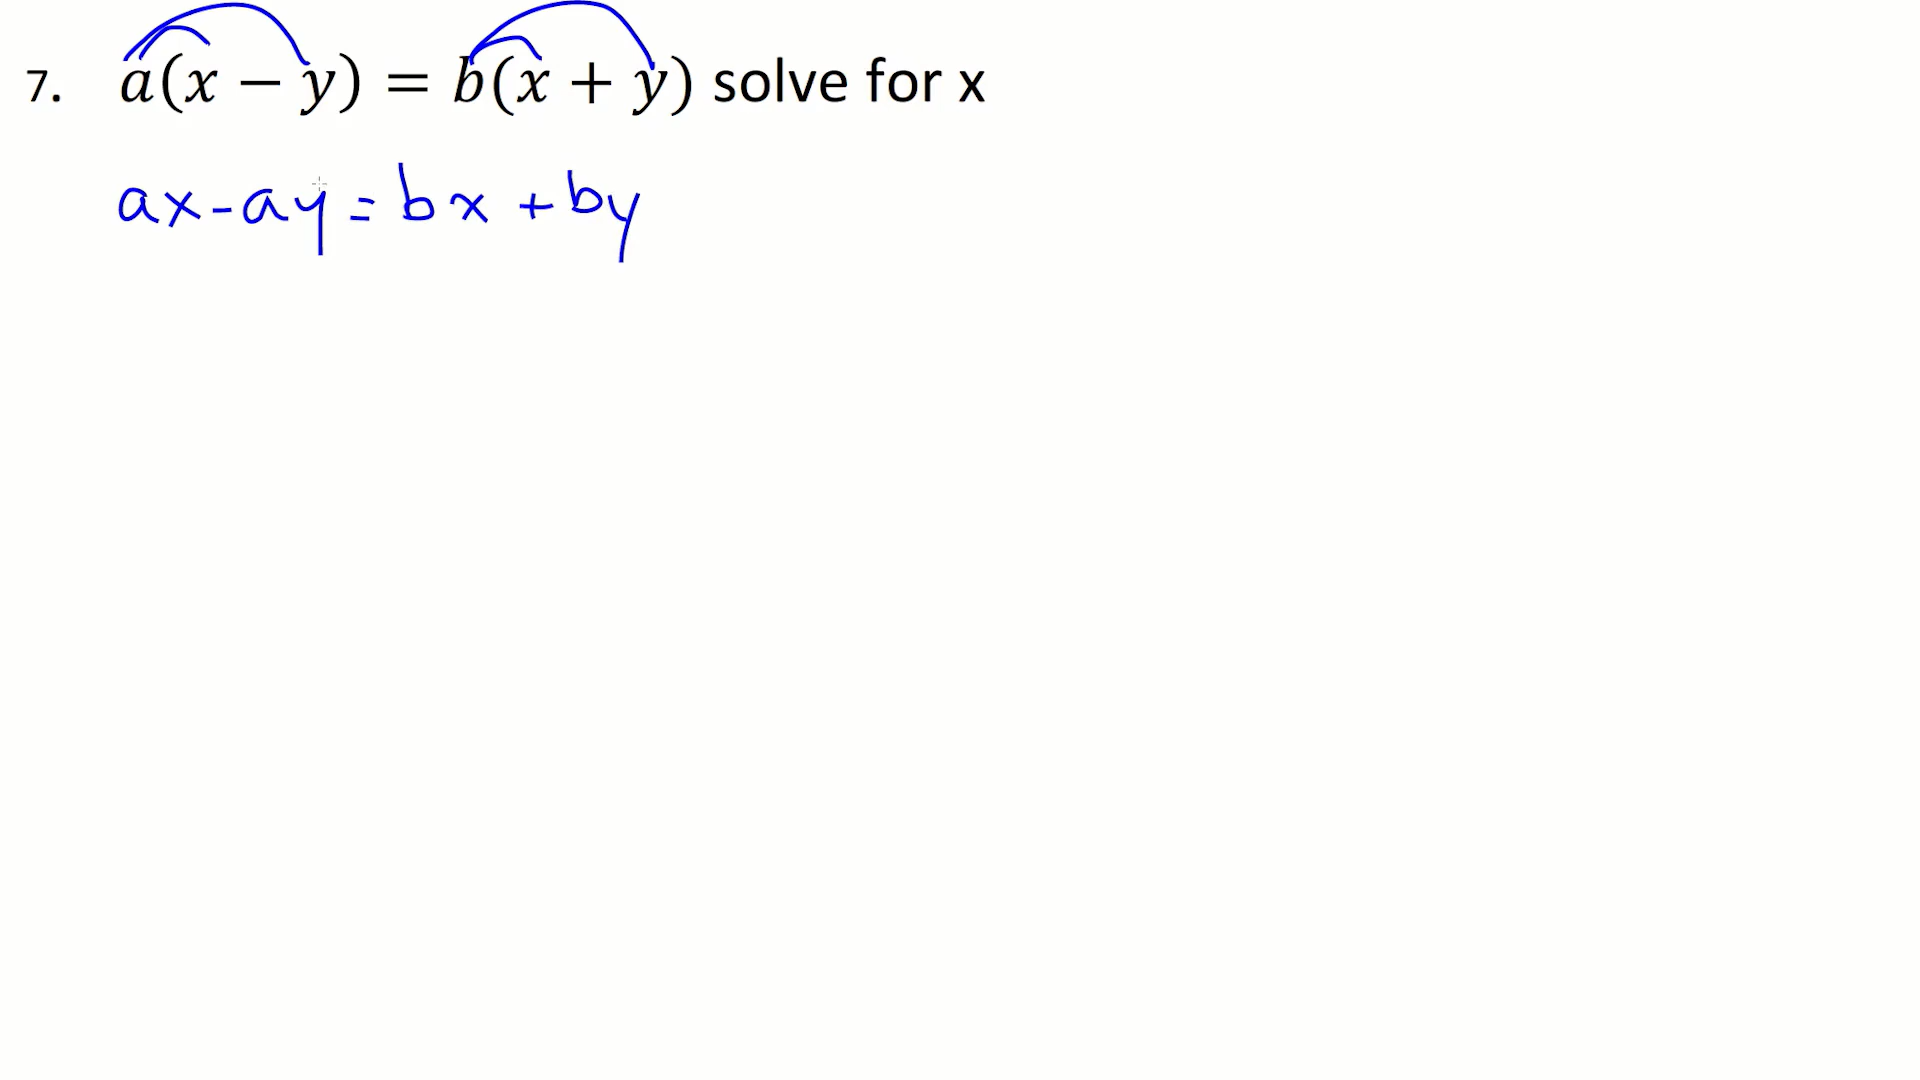 7. a(x − y) = b(x + y) solve for x
ax-ay = bx + by